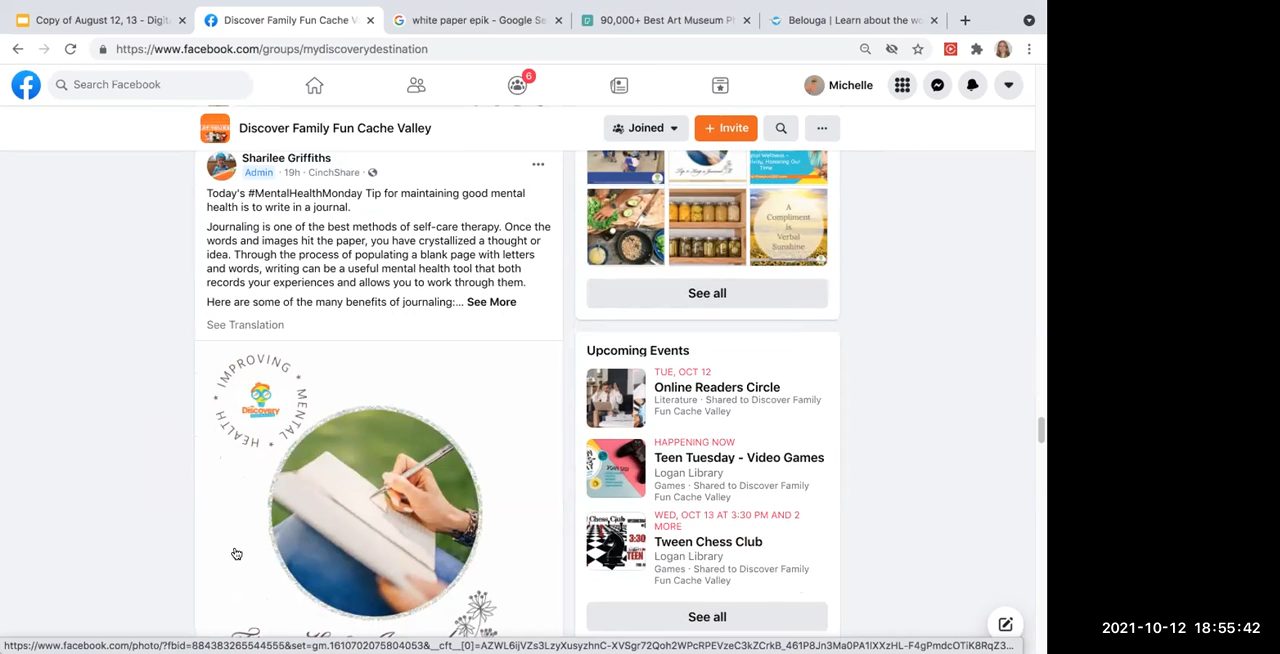 Copy of August 12, 13 - Digit
Discover Family Fun Cache V
white paper epik - Google Se
90,000+ Best Art Museum Ph
Belouga | Learn about the wo
https://www.facebook.com/groups/mydiscoverydestination
Search Facebook
6
Michelle
Discover Family Fun Cache Valley
Joined
+ Invite
Sharilee Griffiths
Admin · 19h · CinchShare ·
Today's #MentalHealthMonday Tip for maintaining good mental
health is to write in a journal.
Journaling is one of the best methods of self-care therapy. Once the
words and images hit the paper, you have crystallized a thought or
idea. Through the process of populating a blank page with letters
and words, writing can be a useful mental health tool that both
records your experiences and allows you to work through them.
Here are some of the many benefits of journaling:... See More
See Translation
IMPROVING • MENTAL • HEALTH •
Discovery
A
Compliment
is
Verbal
Sunshine
See all
Upcoming Events
TUE, OCT 12
Online Readers Circle
Literature · Shared to Discover Family
Fun Cache Valley
HAPPENING NOW
Teen Tuesday - Video Games
Logan Library
Games · Shared to Discover Family
Fun Cache Valley
Chess Club
3:30
TEEN
WED, OCT 13 AT 3:30 PM AND 2
MORE
Tween Chess Club
Logan Library
Games · Shared to Discover Family
Fun Cache Valley
See all
2021-10-12 18:55:42